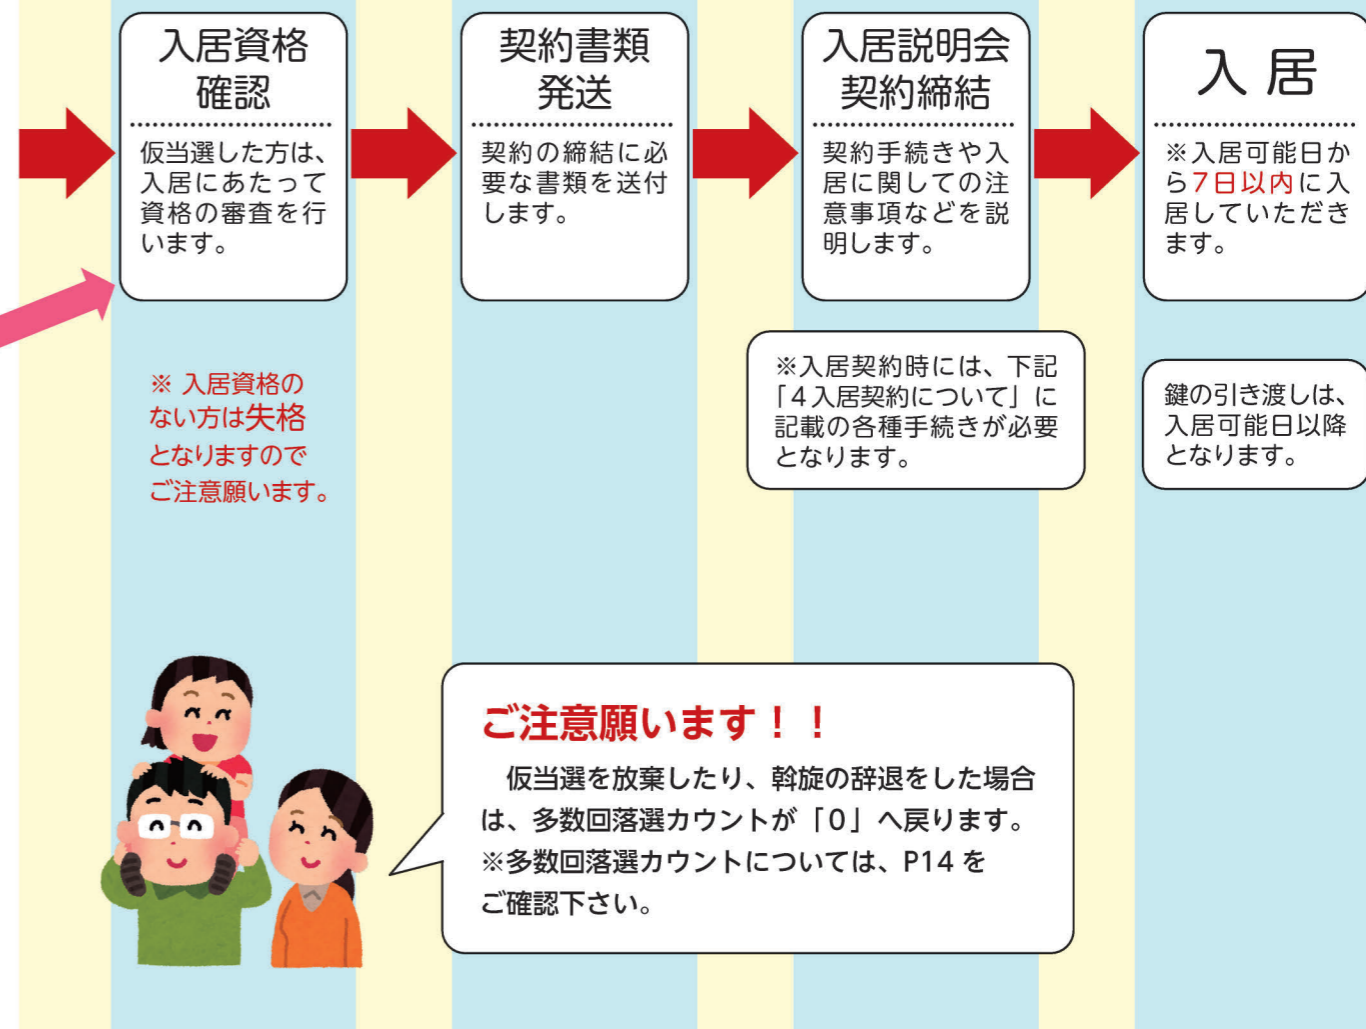 入居資格
確認
仮当選した方は、
入居にあたって
資格の審査を行
います。
※ 入居資格の
ない方は失格
となりますので
ご注意願います。
契約書類
発送
契約の締結に必
要な書類を送付
します。
入居説明会
契約締結
契約手続きや入
居に関しての注
意事項などを説
明します。
※入居契約時には、下記
「４入居契約について」に
記載の各種手続きが必要
となります。
入 居
※入居可能日か
ら7日以内に入
居していただき
ます。
鍵の引き渡しは、
入居可能日以降
となります。
ご注意願います！！
仮当選を放棄したり、斡旋の辞退をした場合
は、多数回落選カウントが「０」へ戻ります。
※多数回落選カウントについては、P14 を
ご確認下さい。